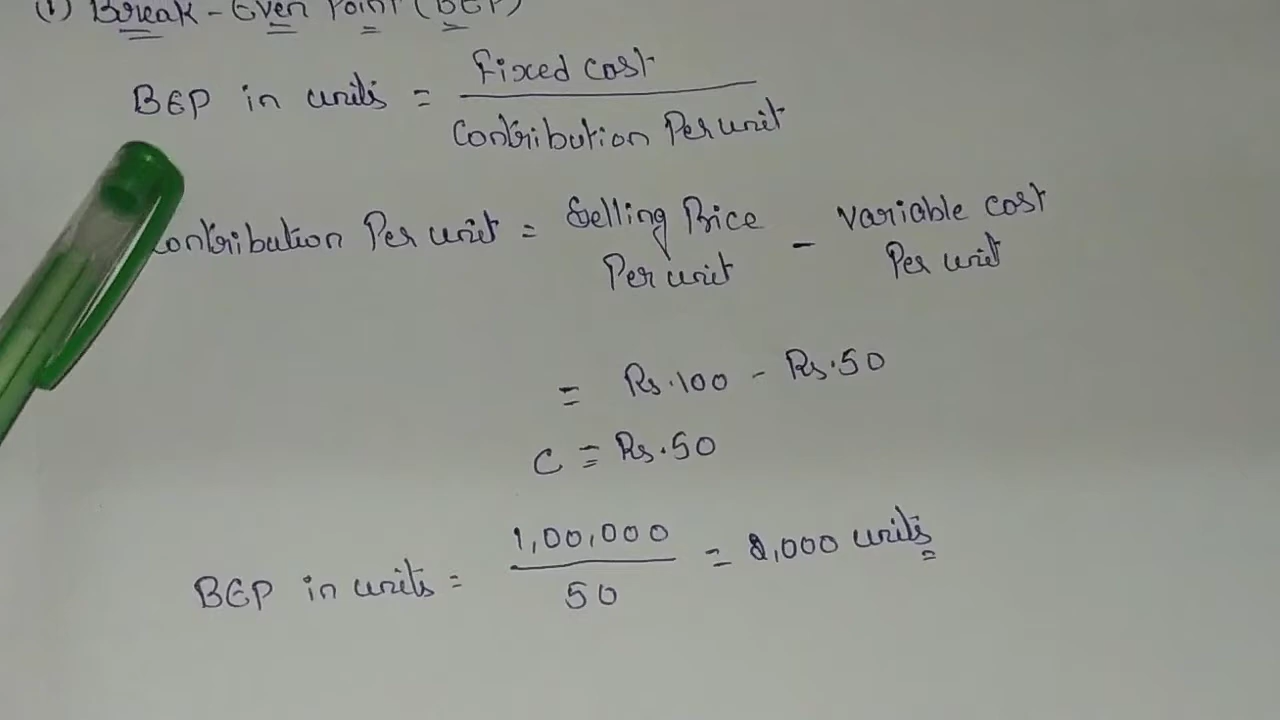 (1) Break-Even Point (BEP)
BEP in units = Fixed cost
Contribution Per unit
Contribution Per unit = Selling Price Per unit - variable cost Per unit
= Rs.100 - Rs.50
C = Rs.50
BEP in units = 1,00,000 / 50 = 2,000 units